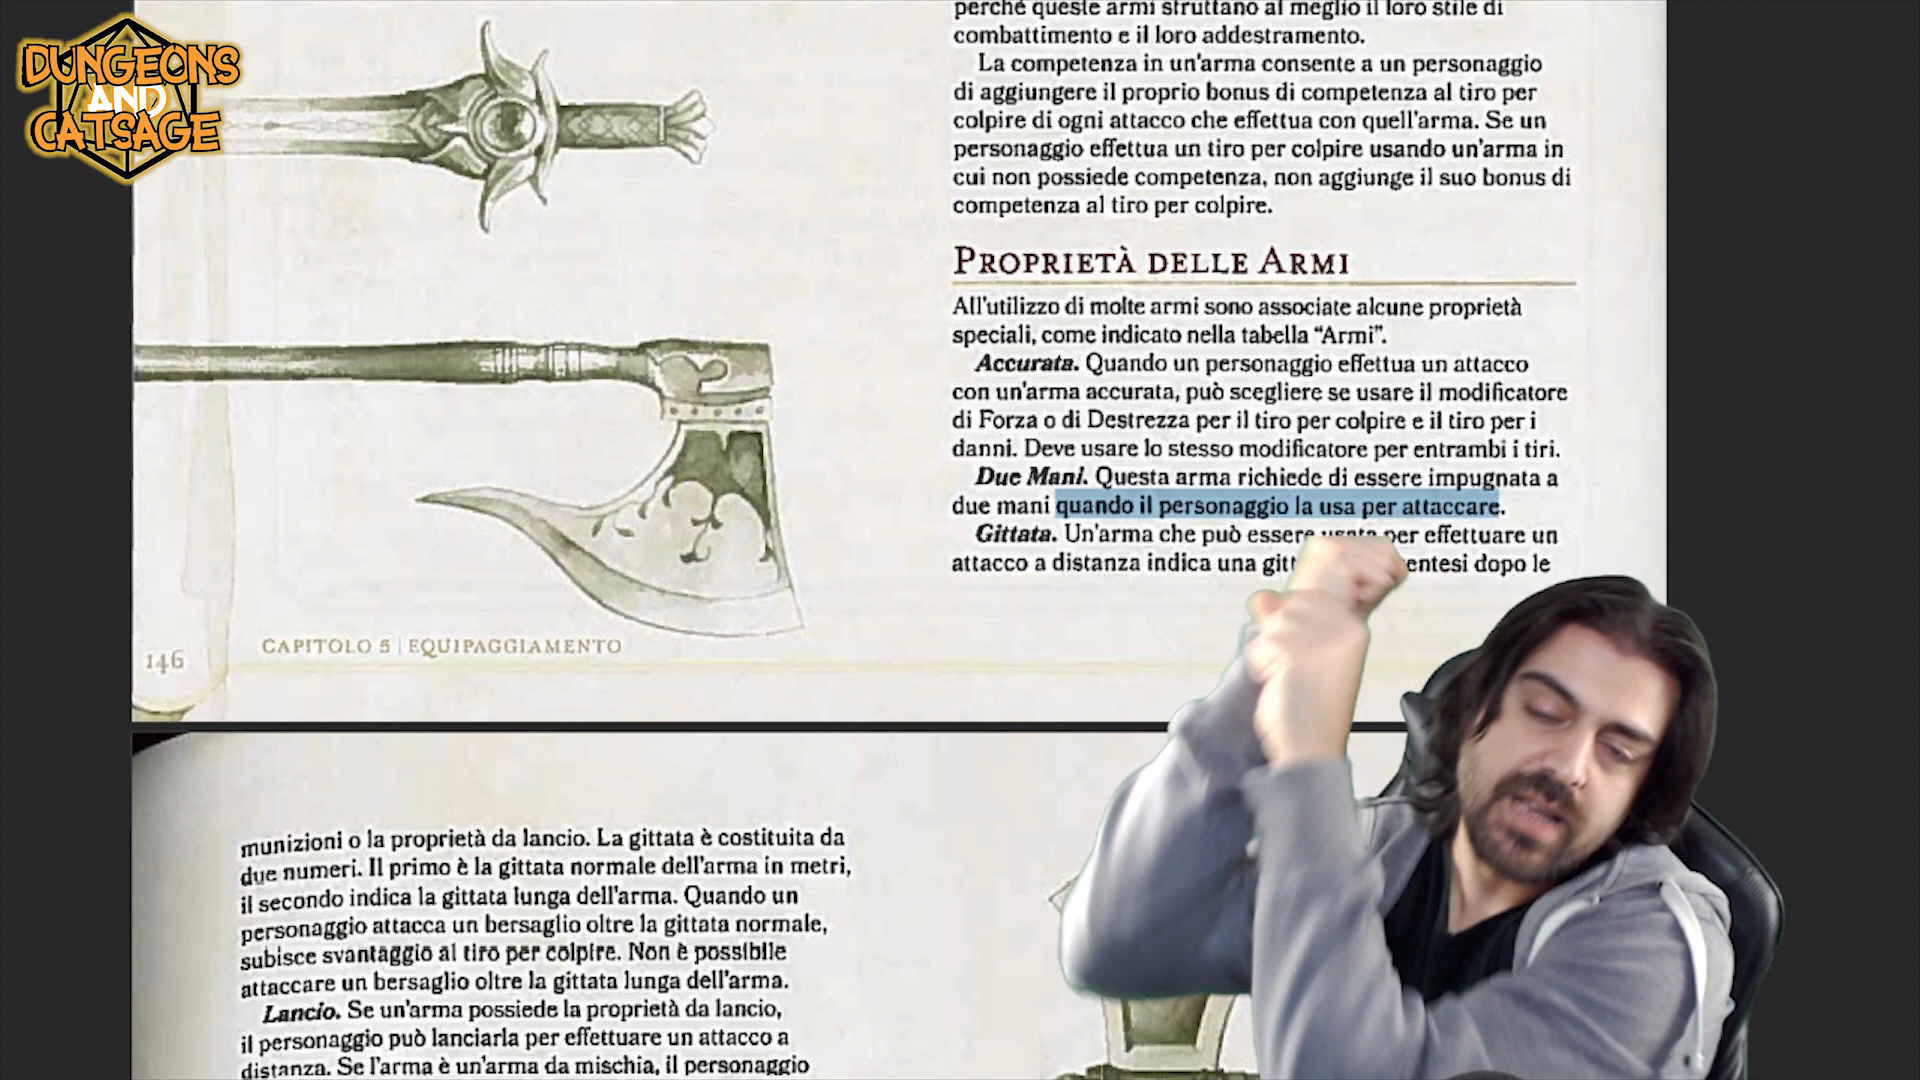 DUNGEONS
AND
CATSAGE
perché queste armi sfruttano al meglio il loro stile di
combattimento e il loro addestramento.
La competenza in un'arma consente a un personaggio
di aggiungere il proprio bonus di competenza al tiro per
colpire di ogni attacco che effettua con quell'arma. Se un
personaggio effettua un tiro per colpire usando un'arma in
cui non possiede competenza, non aggiunge il suo bonus di
competenza al tiro per colpire.
PROPRIETÀ DELLE ARMI
All'utilizzo di molte armi sono associate alcune proprietà
speciali, come indicato nella tabella “Armi”.
Accurata. Quando un personaggio effettua un attacco
con un'arma accurata, può scegliere se usare il modificatore
di Forza o di Destrezza per il tiro per colpire e il tiro per i
danni. Deve usare lo stesso modificatore per entrambi i tiri.
Due Mani. Questa arma richiede di essere impugnata a
due mani quando il personaggio la usa per attaccare.
Gittata. Un'arma che può essere usata per effettuare un
attacco a distanza indica una dopo le
146
CAPITOLO 5 | EQUIPAGGIAMENTO
munizioni o la proprietà da lancio. La gittata è costituita da
due numeri. Il primo è la gittata normale dell'arma in metri,
il secondo indica la gittata lunga dell'arma. Quando un
personaggio attacca un bersaglio oltre la gittata normale,
subisce svantaggio al tiro per colpire. Non è possibile
attaccare un bersaglio oltre la gittata lunga dell'arma.
Lancio. Se un'arma possiede la proprietà da lancio,
il personaggio può lanciarla per effettuare un attacco a
distanza. Se l'arma è un'arma da mischia, il personaggio